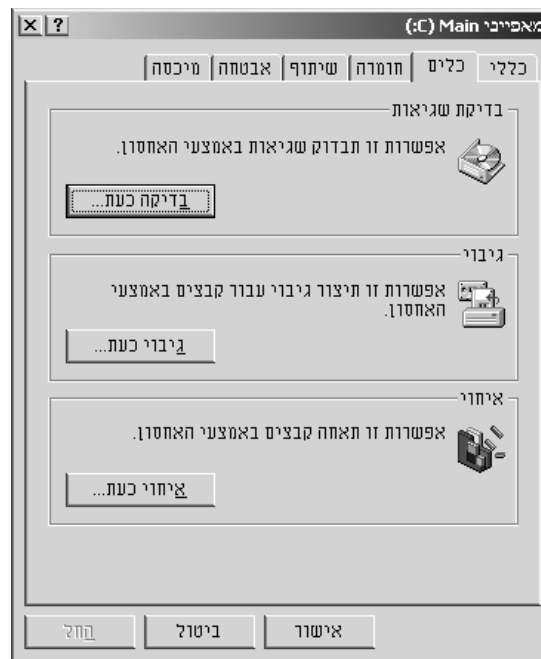 מאפייני Main (C:)
כללי
כלים
חומרה
שיתוף
אבטחה
מיכסה
בדיקת שגיאות
אפשרות זו תבדוק שגיאות באמצעי האחסון.
בדיקה כעת...
גיבוי
אפשרות זו תיצור גיבוי עבור קבצים באמצעי
האחסון.
גיבוי כעת...
איחוי
אפשרות זו תאחה קבצים באמצעי האחסון.
איחוי כעת...
אישור
ביטול
החל